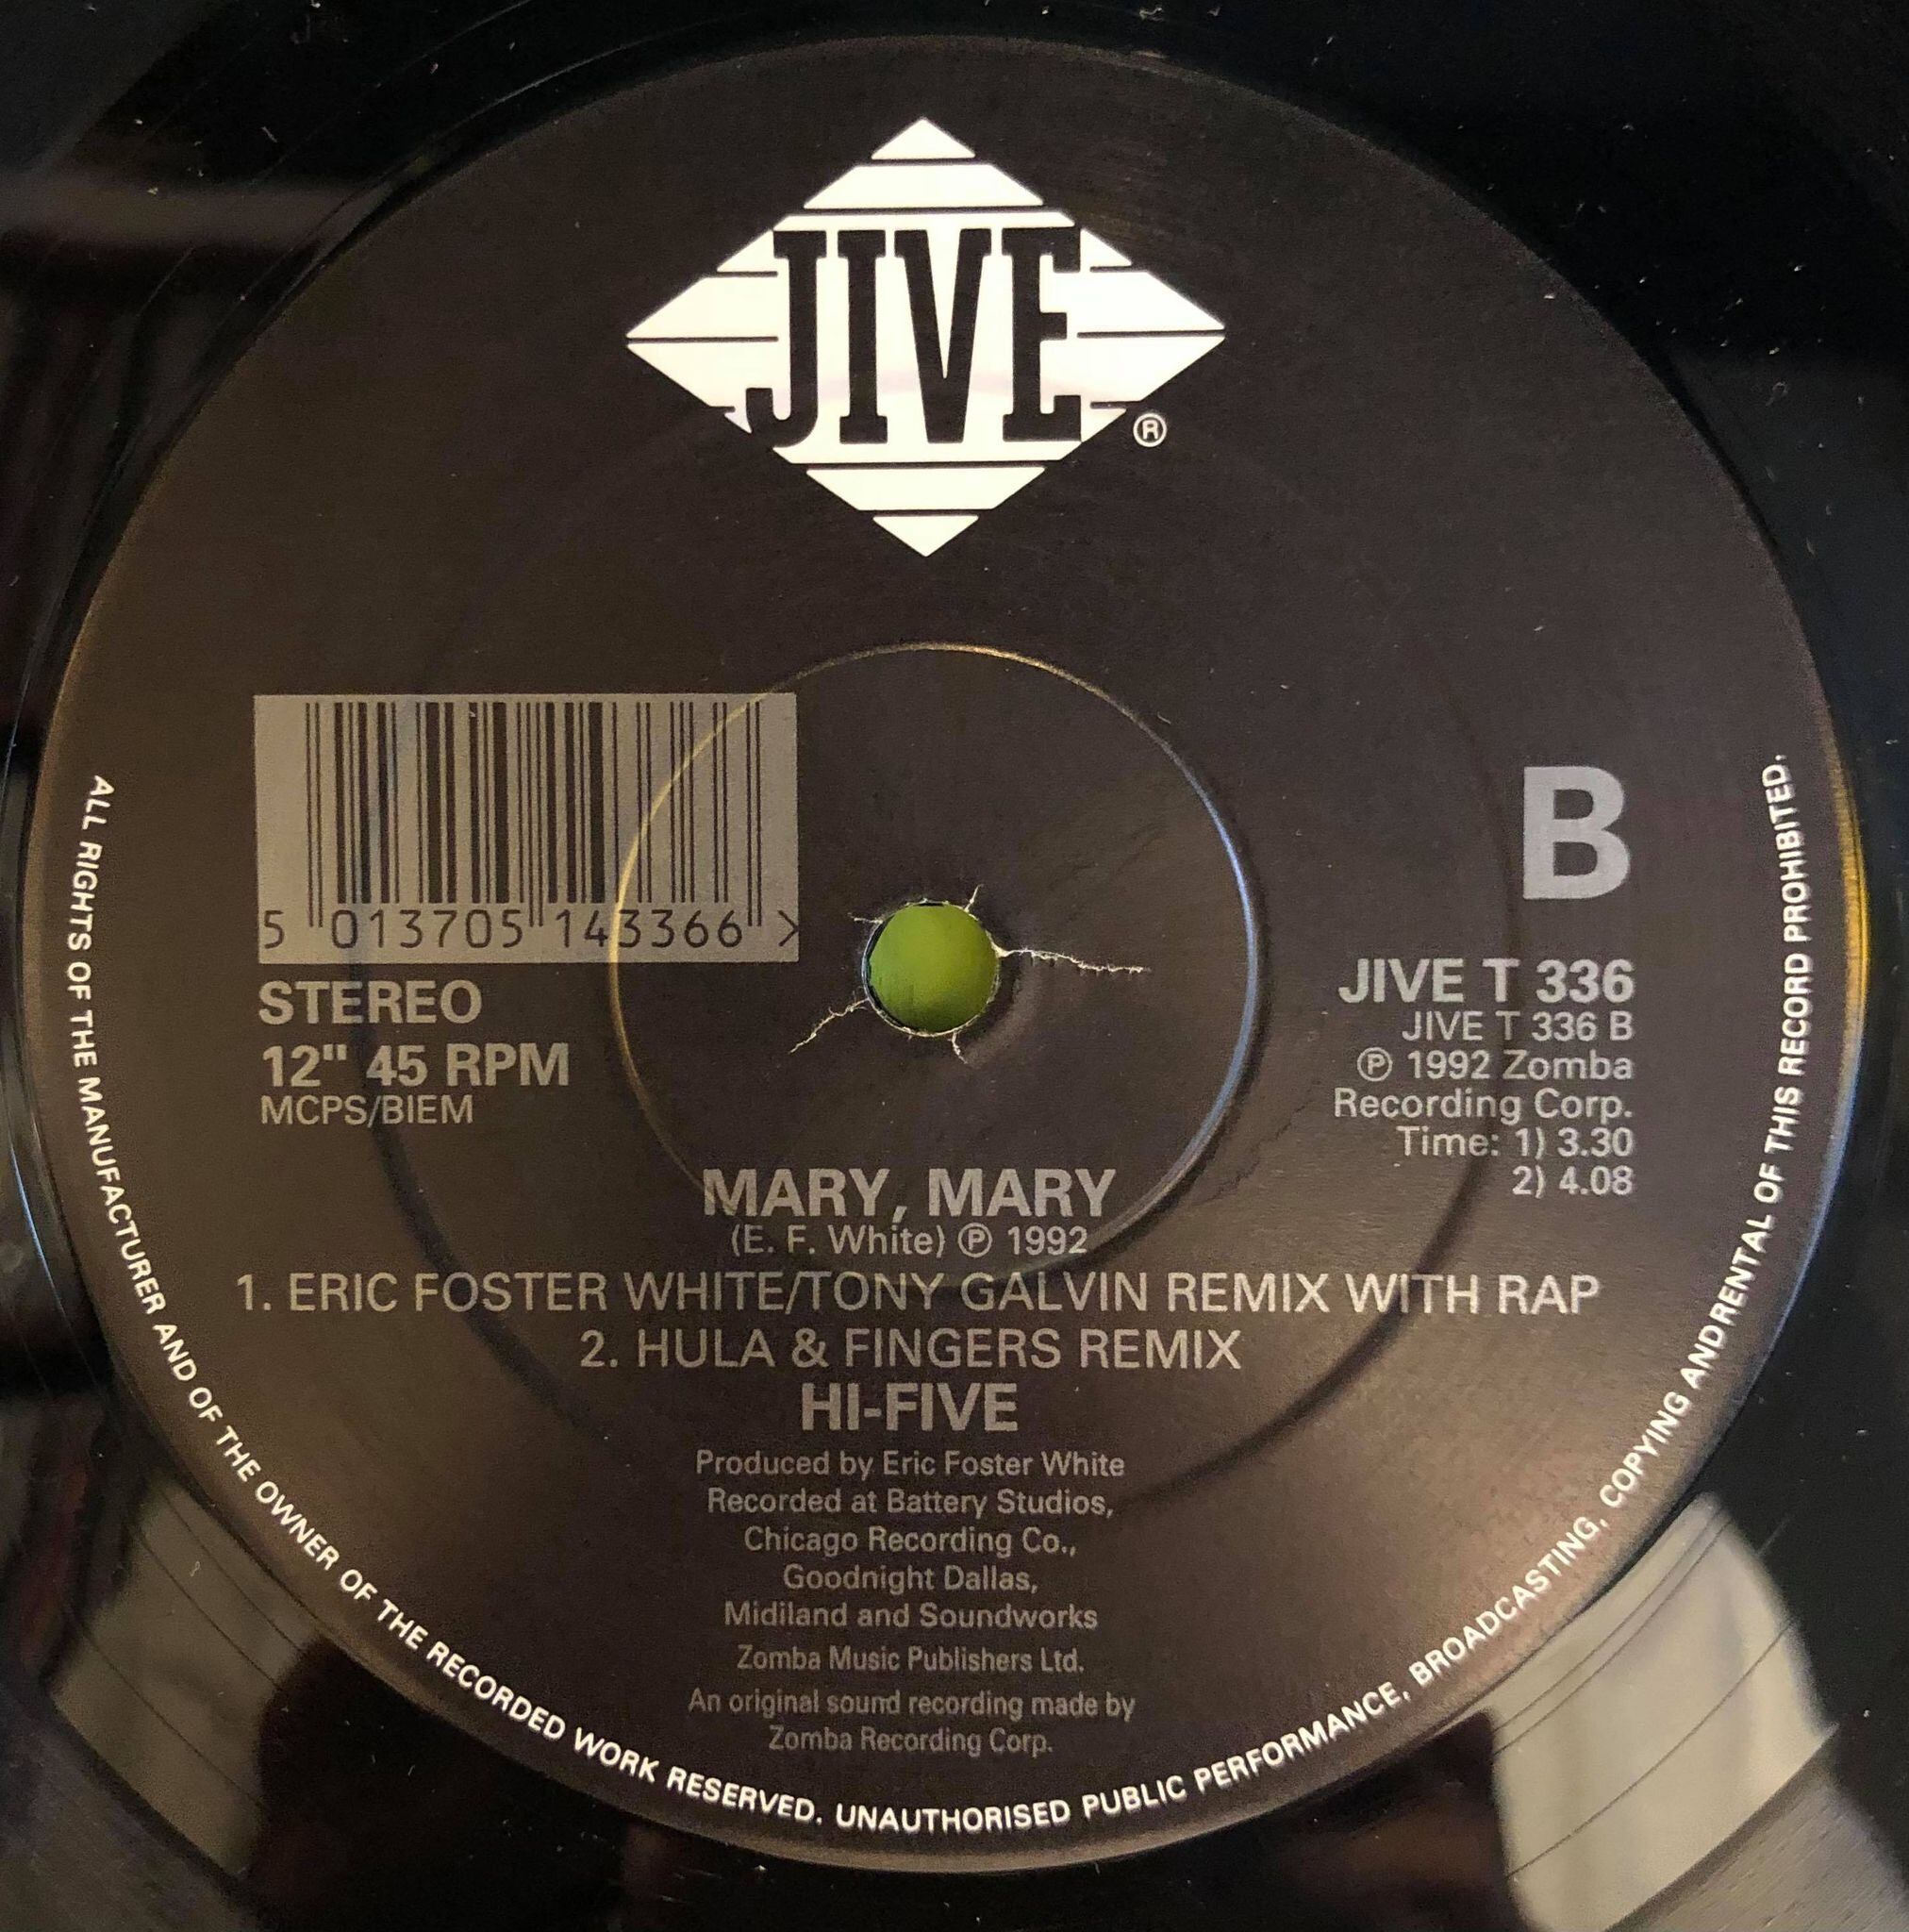 JIVE
®
5 013705 143366 >
STEREO
12" 45 RPM
MCPS/BIEM
B
JIVE T 336
JIVE T 336 B
℗ 1992 Zomba
Recording Corp.
Time: 1) 3.30
2) 4.08
MARY, MARY
(E. F. White) ℗ 1992
1. ERIC FOSTER WHITE/TONY GALVIN REMIX WITH RAP
2. HULA & FINGERS REMIX
HI-FIVE
Produced by Eric Foster White
Recorded at Battery Studios,
Chicago Recording Co.,
Goodnight Dallas,
Midiland and Soundworks
Zomba Music Publishers Ltd.
An original sound recording made by
Zomba Recording Corp.
ALL RIGHTS OF THE MANUFACTURER AND OF THE OWNER OF THE RECORDED WORK RESERVED. UNAUTHORISED PUBLIC PERFORMANCE, BROADCASTING, COPYING AND RENTAL OF THIS RECORD PROHIBITED.